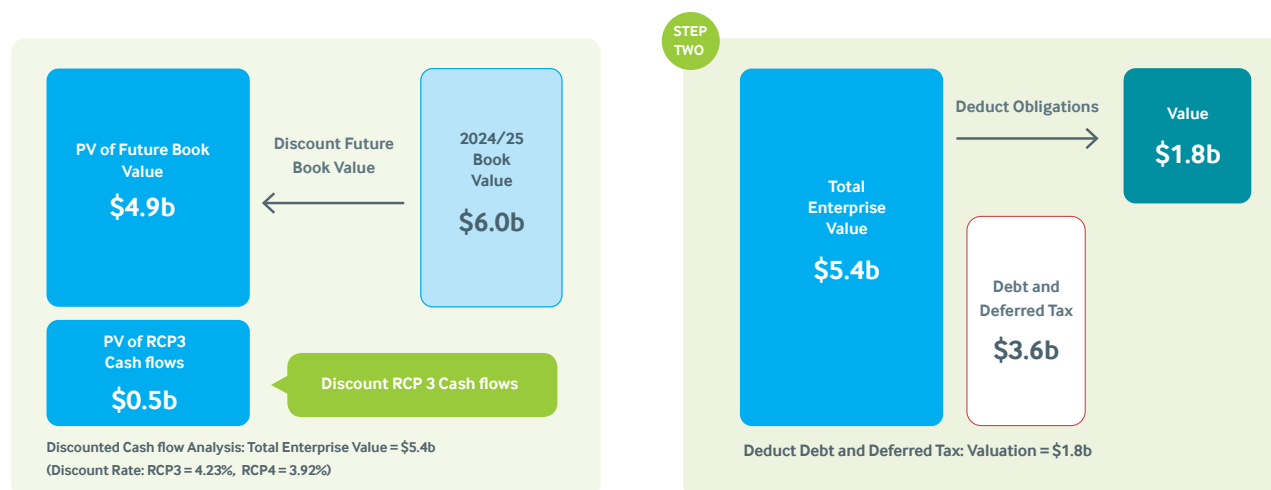 PV of Future Book
Value
$4.9b
Discount Future
Book Value
2024/25
Book
Value
$6.0b
PV of RCP3
Cash flows
$0.5b
Discount RCP 3 Cash flows
Discounted Cash flow Analysis: Total Enterprise Value = $5.4b
(Discount Rate: RCP3 = 4.23%, RCP4 = 3.92%)
STEP
TWO
Total
Enterprise
Value
$5.4b
Deduct Obligations
Value
$1.8b
Debt and
Deferred Tax
$3.6b
Deduct Debt and Deferred Tax: Valuation = $1.8b